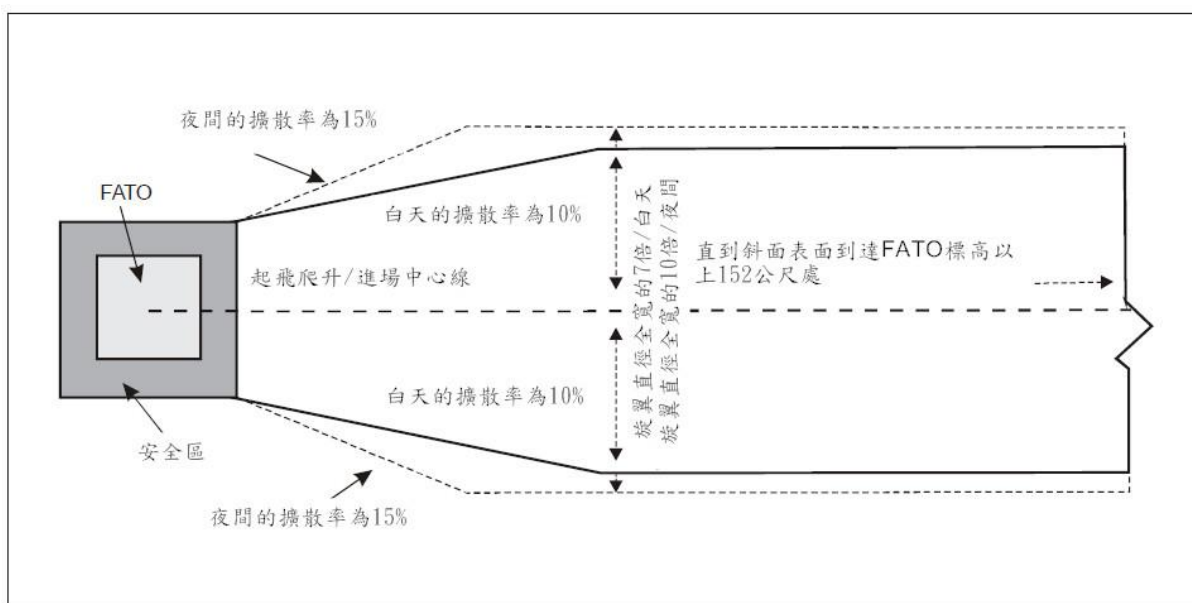 夜間的擴散率為15%
FATO
白天的擴散率為10%
起飛爬升/進場中心線
旋翼直徑全寬的7倍/白天
旋翼直徑全寬的10倍/夜間
直到斜面表面到達FATO標高以
上152公尺處
白天的擴散率為10%
安全區
夜間的擴散率為15%